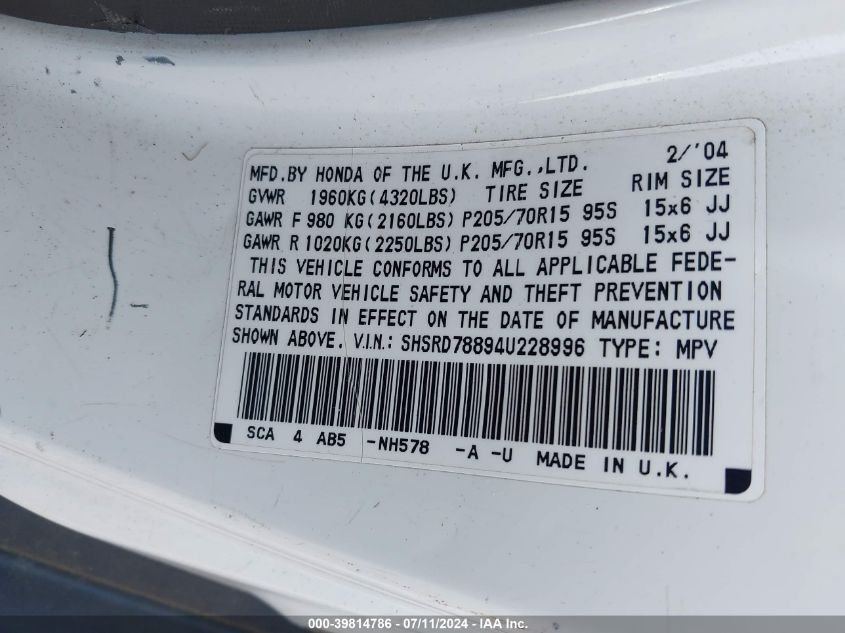 MFD.BY HONDA OF THE U.K. MFG.,LTD. 2/'04
GVWR 1960KG(4320LBS) TIRE SIZE RIM SIZE
GAWR F 980 KG(2160LBS) P205/70R15 95S 15x6 JJ
GAWR R 1020KG(2250LBS) P205/70R15 95S 15x6 JJ
THIS VEHICLE CONFORMS TO ALL APPLICABLE FEDE-
RAL MOTOR VEHICLE SAFETY AND THEFT PREVENTION
STANDARDS IN EFFECT ON THE DATE OF MANUFACTURE
SHOWN ABOVE. V.I.N.: SHSRD78894U228996 TYPE: MPV
SCA 4 AB5 -NH578 -A -U MADE IN U.K.
000-39814786 - 07/11/2024 - IAAI Inc.